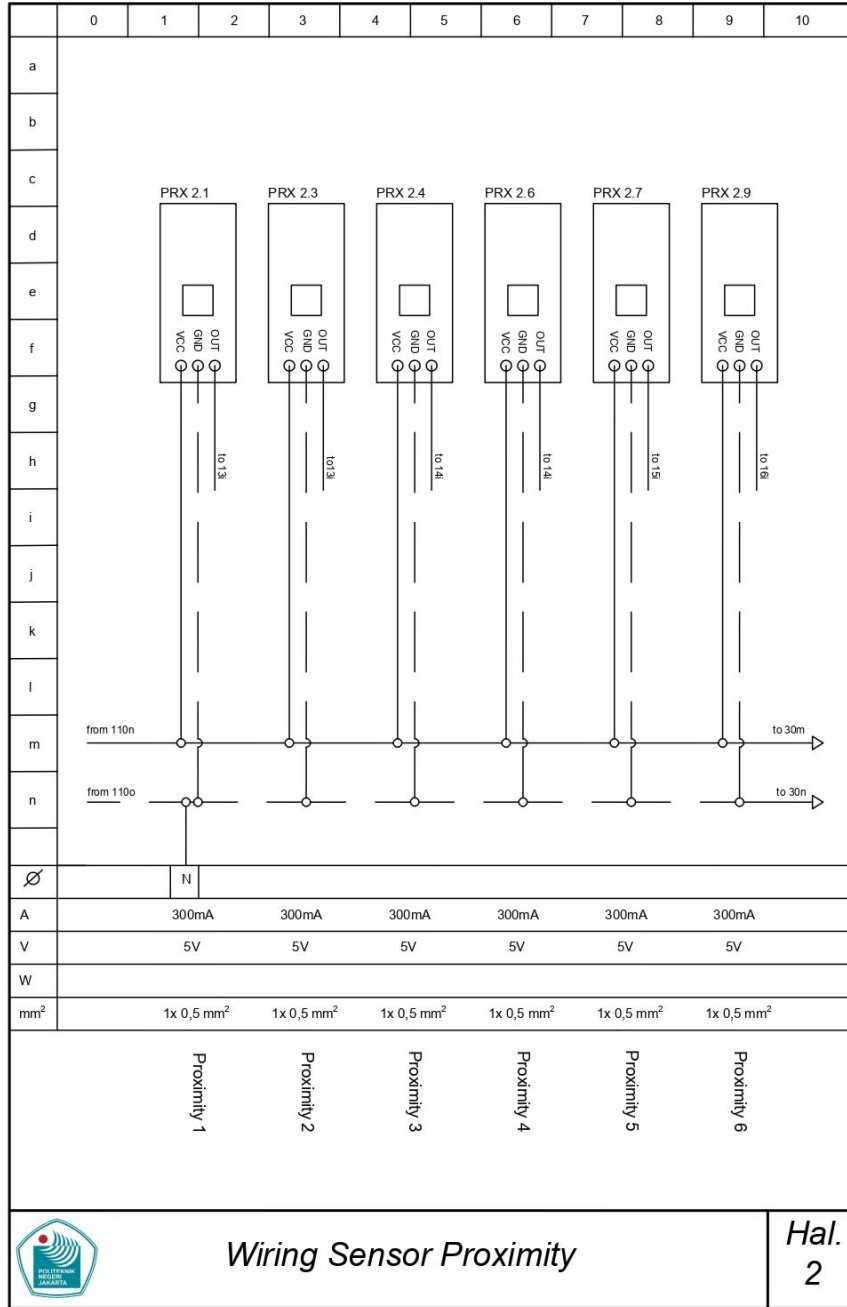 0 1 2 3 4 5 6 7 8 9 10
a
b
c
PRX 2.1 PRX 2.3 PRX 2.4 PRX 2.6 PRX 2.7 PRX 2.9
d
e
f
VCC GND OUT VCC GND OUT VCC GND OUT VCC GND OUT VCC GND OUT VCC GND OUT
g
h
to 13i to13i to 14i to 14i to 15i to 16i
i
j
k
l
from 110n to 30m
m
from 110o to 30n
n
Ø N
A 300mA 300mA 300mA 300mA 300mA 300mA
V 5V 5V 5V 5V 5V 5V
W
mm² 1x 0,5 mm² 1x 0,5 mm² 1x 0,5 mm² 1x 0,5 mm² 1x 0,5 mm² 1x 0,5 mm²
Proximity 1 Proximity 2 Proximity 3 Proximity 4 Proximity 5 Proximity 6
POLITEKNIK
NEGERI
JAKARTA
Wiring Sensor Proximity
Hal.
2